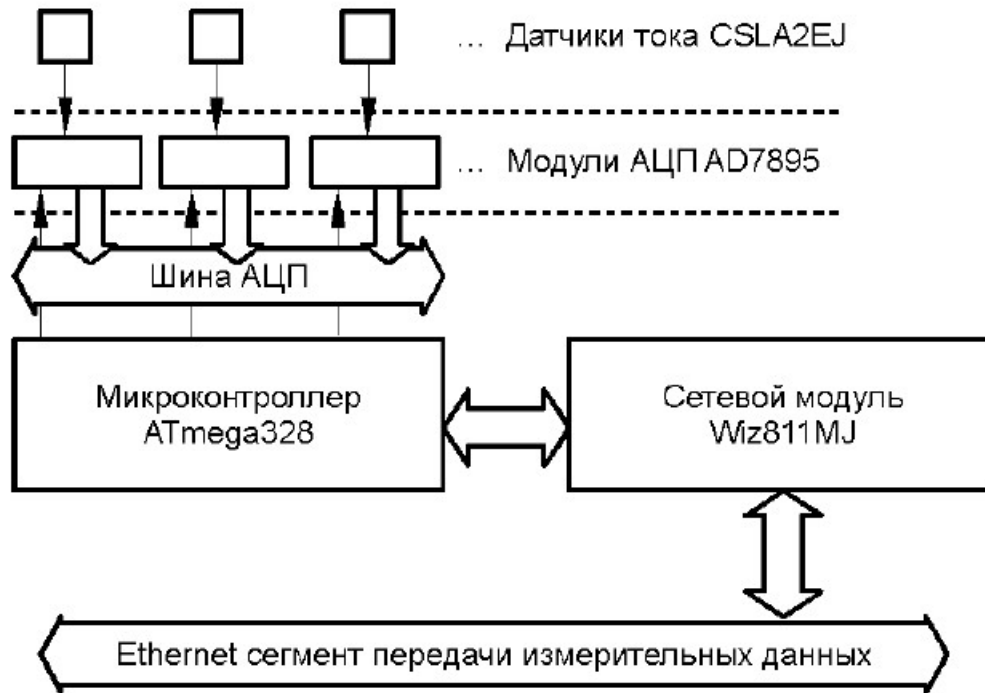 ... Датчики тока CSLA2EJ
... Модули АЦП AD7895
Шина АЦП
Микроконтроллер
ATmega328
Сетевой модуль
Wiz811MJ
Ethernet сегмент передачи измерительных данных